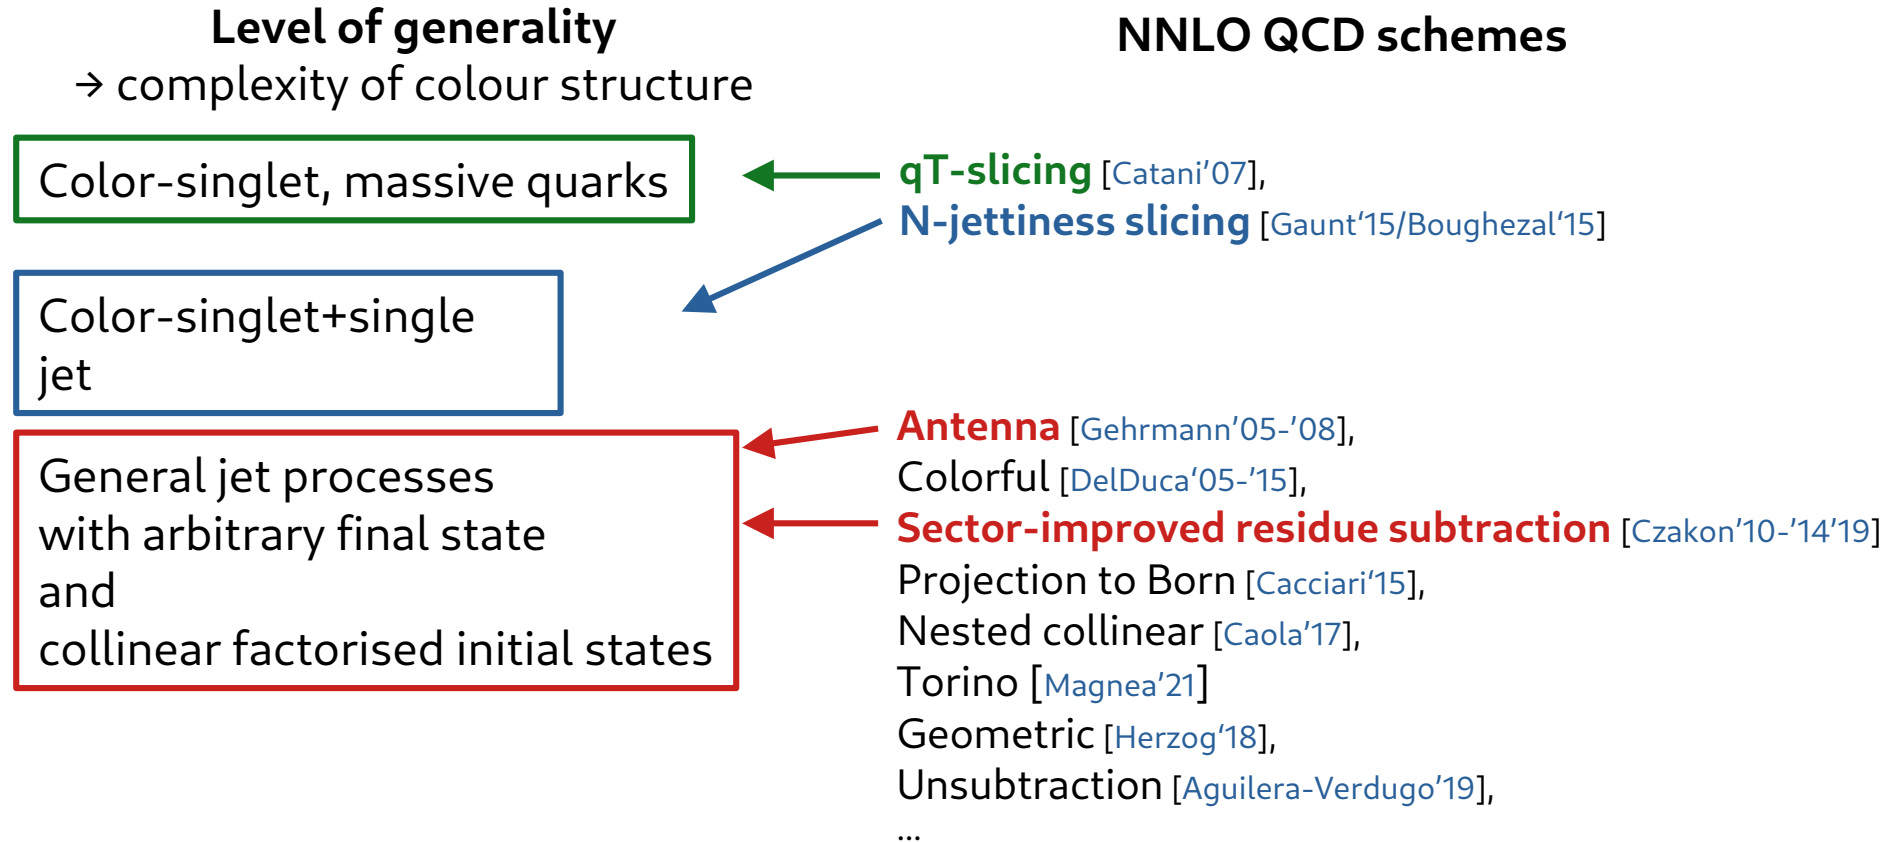 Level of generality
→ complexity of colour structure
Color-singlet, massive quarks
Color-singlet+single
jet
General jet processes
with arbitrary final state
and
collinear factorised initial states
NNLO QCD schemes
qT-slicing [Catani’07],
N-jettiness slicing [Gaunt‘15/Boughezal‘15]
Antenna [Gehrmann’05-’08],
Colorful [DelDuca‘05-’15],
Sector-improved residue subtraction [Czakon’10-’14’19]
Projection to Born [Cacciari’15],
Nested collinear [Caola’17],
Torino [Magnea’21]
Geometric [Herzog‘18],
Unsubtraction [Aguilera-Verdugo’19],
...